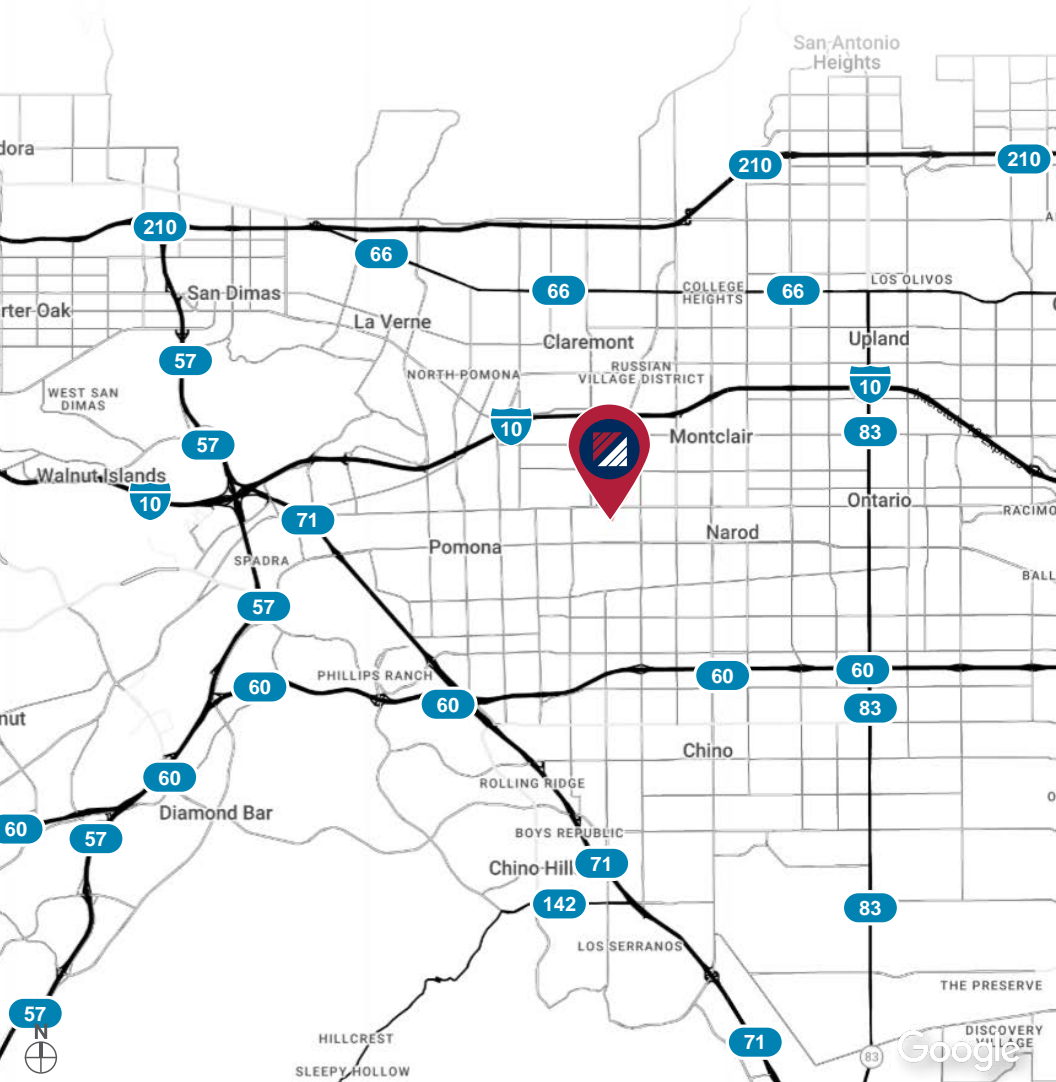 San Antonio
Heights
dora
210
210
210
66
66
66
COLLEGE
HEIGHTS
LOS OLIVOS
San Dimas
rter Oak
La Verne
Claremont
Upland
57
RUSSIAN
VILLAGE DISTRICT
NORTH POMONA
WEST SAN
DIMAS
10
10
83
Montclair
57
Walnut Islands
10
71
Ontario
RACIMO
Narod
Pomona
SPADRA
BALL
57
PHILLIPS RANCH
60
60
60
60
83
nut
Chino
60
ROLLING RIDGE
Diamond Bar
60
57
BOYS REPUBLIC
Chino Hill
71
142
83
LOS SERRANOS
THE PRESERVE
57
N
HILLCREST
71
DISCOVERY
VILLAGE
83
Google
SLEEPY HOLLOW